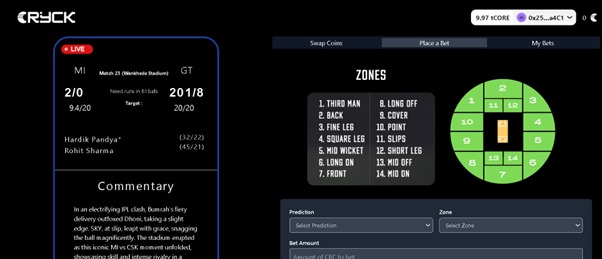 CRYCK
9.97 tCORE 0x25...a4C1 0
LIVE
MI Match 23 (Wankhede Stadium) GT
2/0 Need runs in 61 balls 201/8
9.4/20 Target : 20/20
Hardik Pandya* (32/22)
Rohit Sharma (45/21)
Commentary
In an electrifying IPL clash, Bumrah's fiery
delivery outfoxed Dhoni, taking a slight
edge. SKY, at slip, leapt with grace, snagging
the ball magnificently. The stadium erupted
as this iconic MI vs CSK moment unfolded,
showcasing skill and intense rivalry in a
Swap Coins Place a Bet My Bets
ZONES
1. THIRD MAN
2. BACK
3. FINE LEG
4. SQUARE LEG
5. MID WICKET
6. LONG ON
7. FRONT
8. LONG OFF
9. COVER
10. POINT
11. SLIPS
12. SHORT LEG
13. MID OFF
14. MID ON
1 2 3
11 12
10 4
9 5
13 14
8 7 6
Prediction Zone
Select Prediction Select Zone
Bet Amount
Amount of CRC to bet